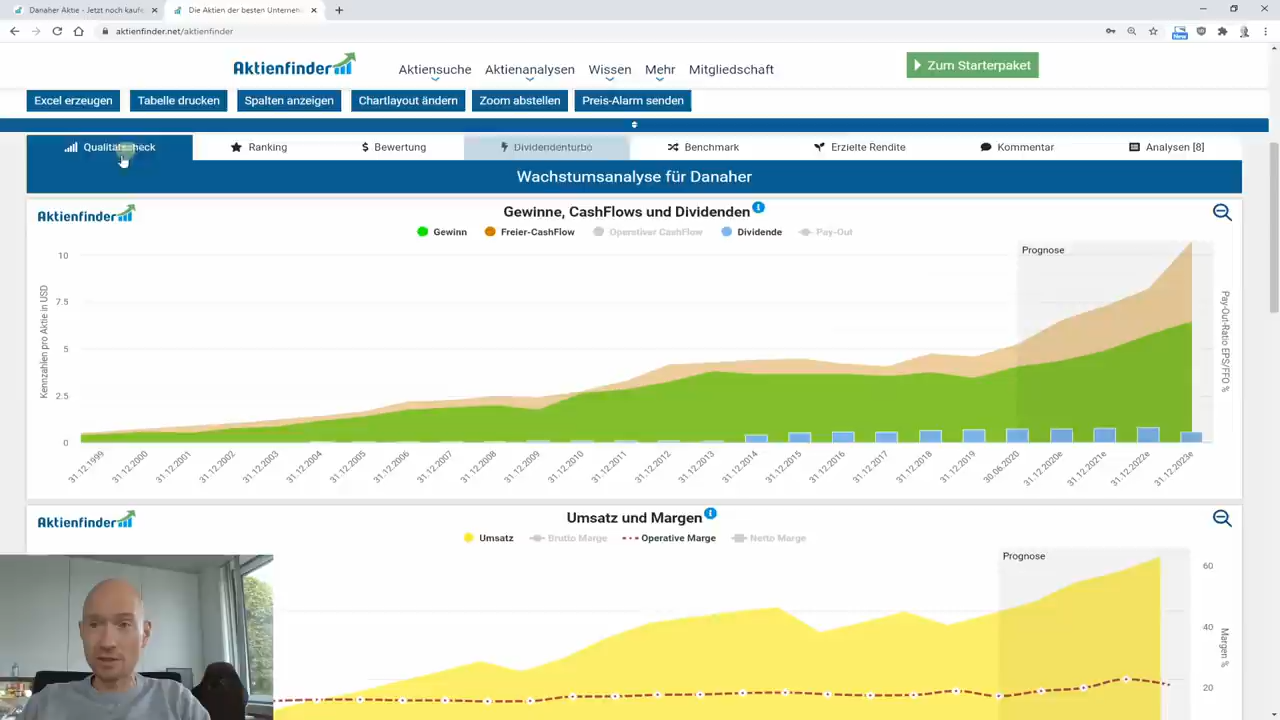 Danaher Aktie - Jetzt noch kauf
Die Aktien der besten Unterneh
aktienfinder.net/aktienfinder
New
Aktienfinder
Aktiensuche
Aktienanalysen
Wissen
Mehr
Mitgliedschaft
Zum Starterpaket
Excel erzeugen
Tabelle drucken
Spalten anzeigen
Chartlayout ändern
Zoom abstellen
Preis-Alarm senden
Qualitätscheck
Ranking
$ Bewertung
Dividendenturbo
Benchmark
Erzielte Rendite
Kommentar
Analysen [8]
Wachstumsanalyse für Danaher
Aktienfinder
Gewinne, CashFlows und Dividenden
Gewinn
Freier-CashFlow
Operativer CashFlow
Dividende
Pay-Out
Prognose
Kennzahlen pro Aktie in USD
10
7.5
5
2.5
0
Pay-Out-Ratio EPS/FFO %
31.12.1999
31.12.2000
31.12.2001
31.12.2002
31.12.2003
31.12.2004
31.12.2005
31.12.2006
31.12.2007
31.12.2008
31.12.2009
31.12.2010
31.12.2011
31.12.2012
31.12.2013
31.12.2014
31.12.2015
31.12.2016
31.12.2017
31.12.2018
31.12.2019
30.06.2020
31.12.2020e
31.12.2021e
31.12.2022e
31.12.2023e
Aktienfinder
Umsatz und Margen
Umsatz
Brutto Marge
Operative Marge
Netto Marge
Prognose
60
40
20
Margen %